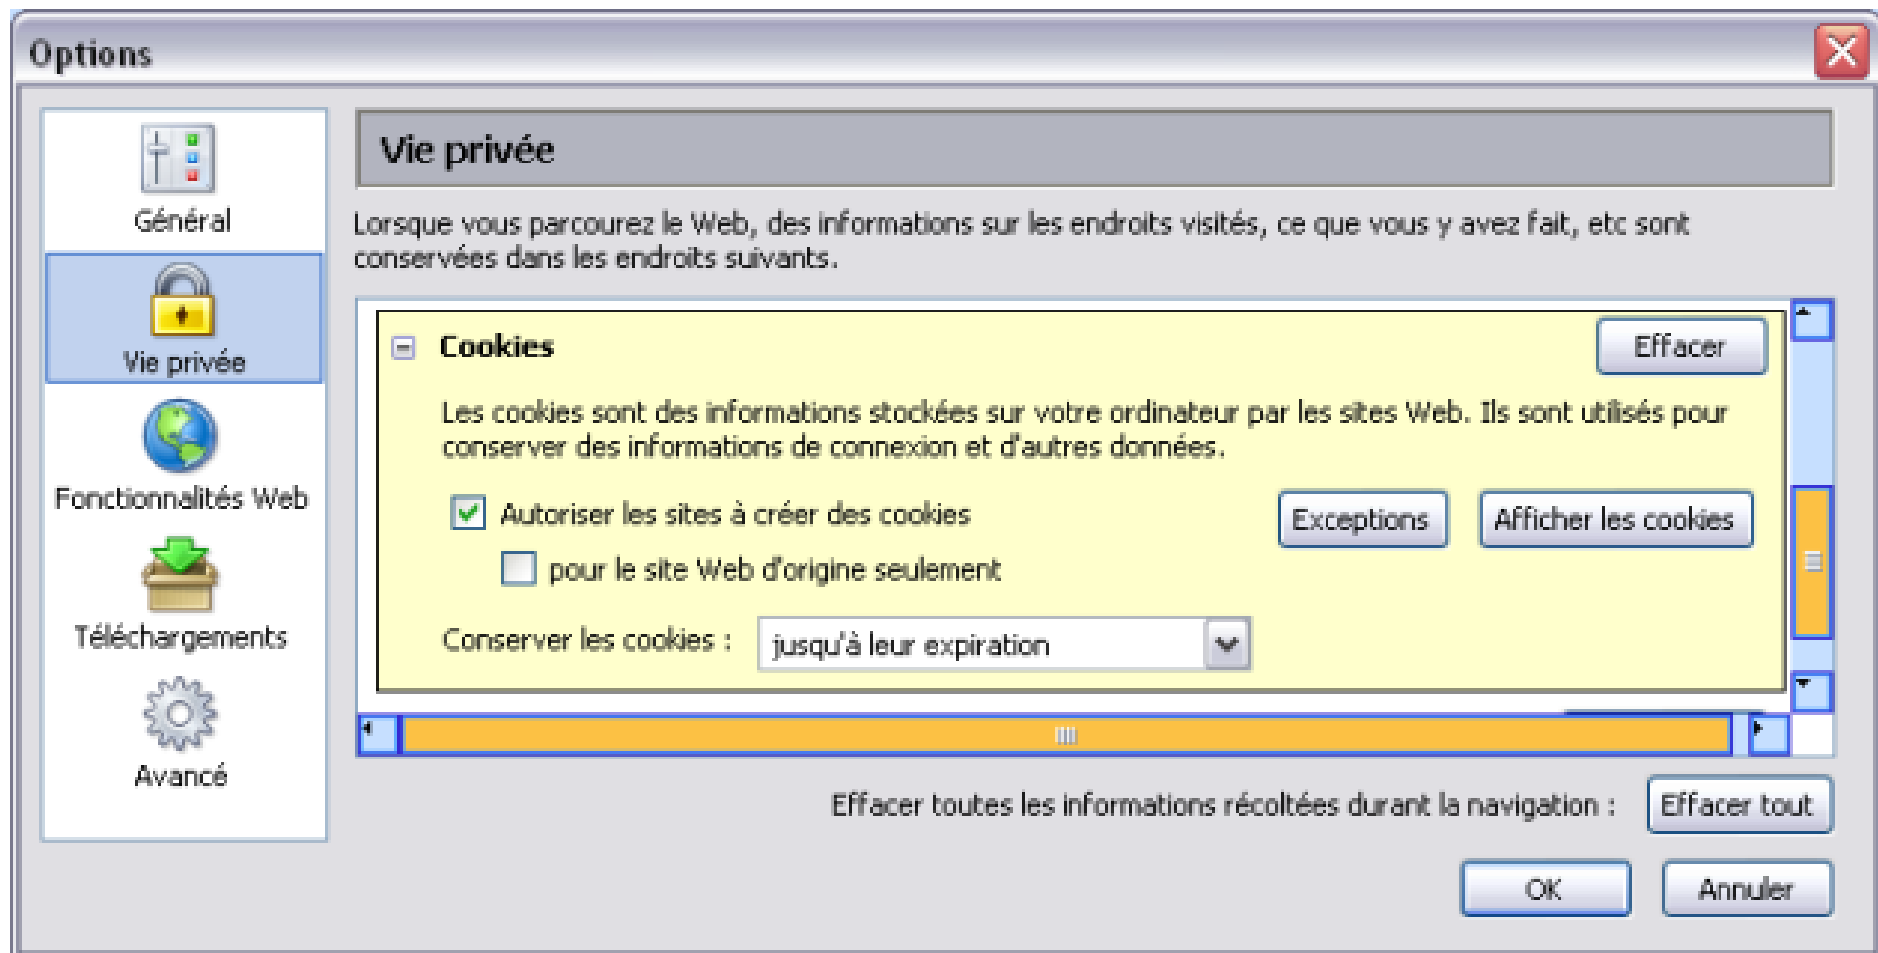 Options
Général
Vie privée
Fonctionnalités Web
Téléchargements
Avancé
Vie privée
Lorsque vous parcourez le Web, des informations sur les endroits visités, ce que vous y avez fait, etc sont
conservées dans les endroits suivants.
Cookies
Effacer
Les cookies sont des informations stockées sur votre ordinateur par les sites Web. Ils sont utilisés pour
conserver des informations de connexion et d'autres données.
Autoriser les sites à créer des cookies
Exceptions
Afficher les cookies
pour le site Web d'origine seulement
Conserver les cookies :
jusqu'à leur expiration
Effacer toutes les informations récoltées durant la navigation :
Effacer tout
OK
Annuler